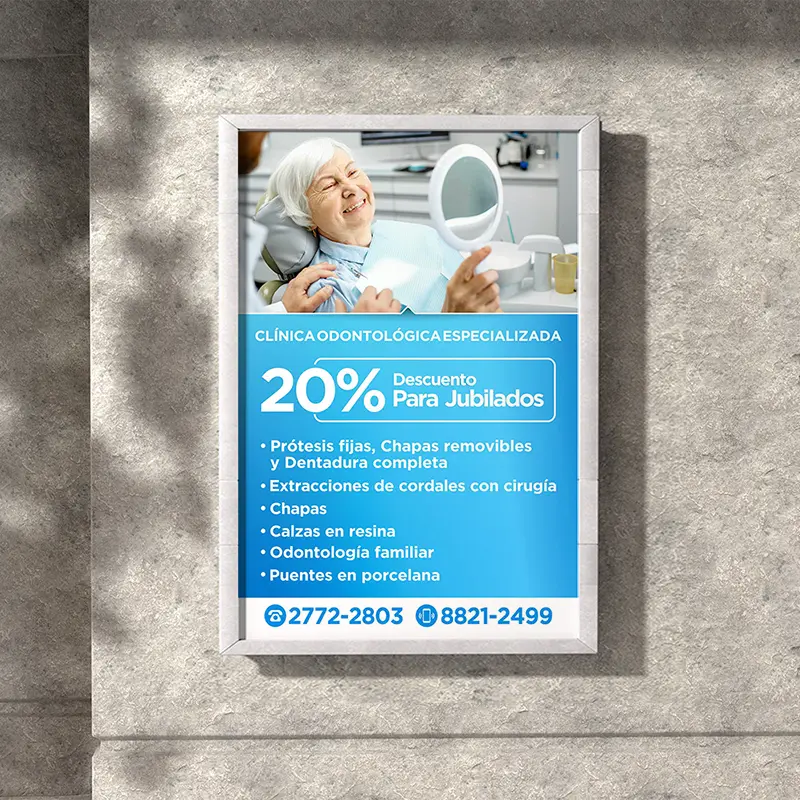 CLÍNICA ODONTOLÓGICA ESPECIALIZADA
20% Descuento
Para Jubilados
• Prótesis fijas, Chapas removibles
y Dentadura completa
• Extracciones de cordales con cirugía
• Chapas
• Calzas en resina
• Odontología familiar
• Puentes en porcelana
2772-2803 8821-2499